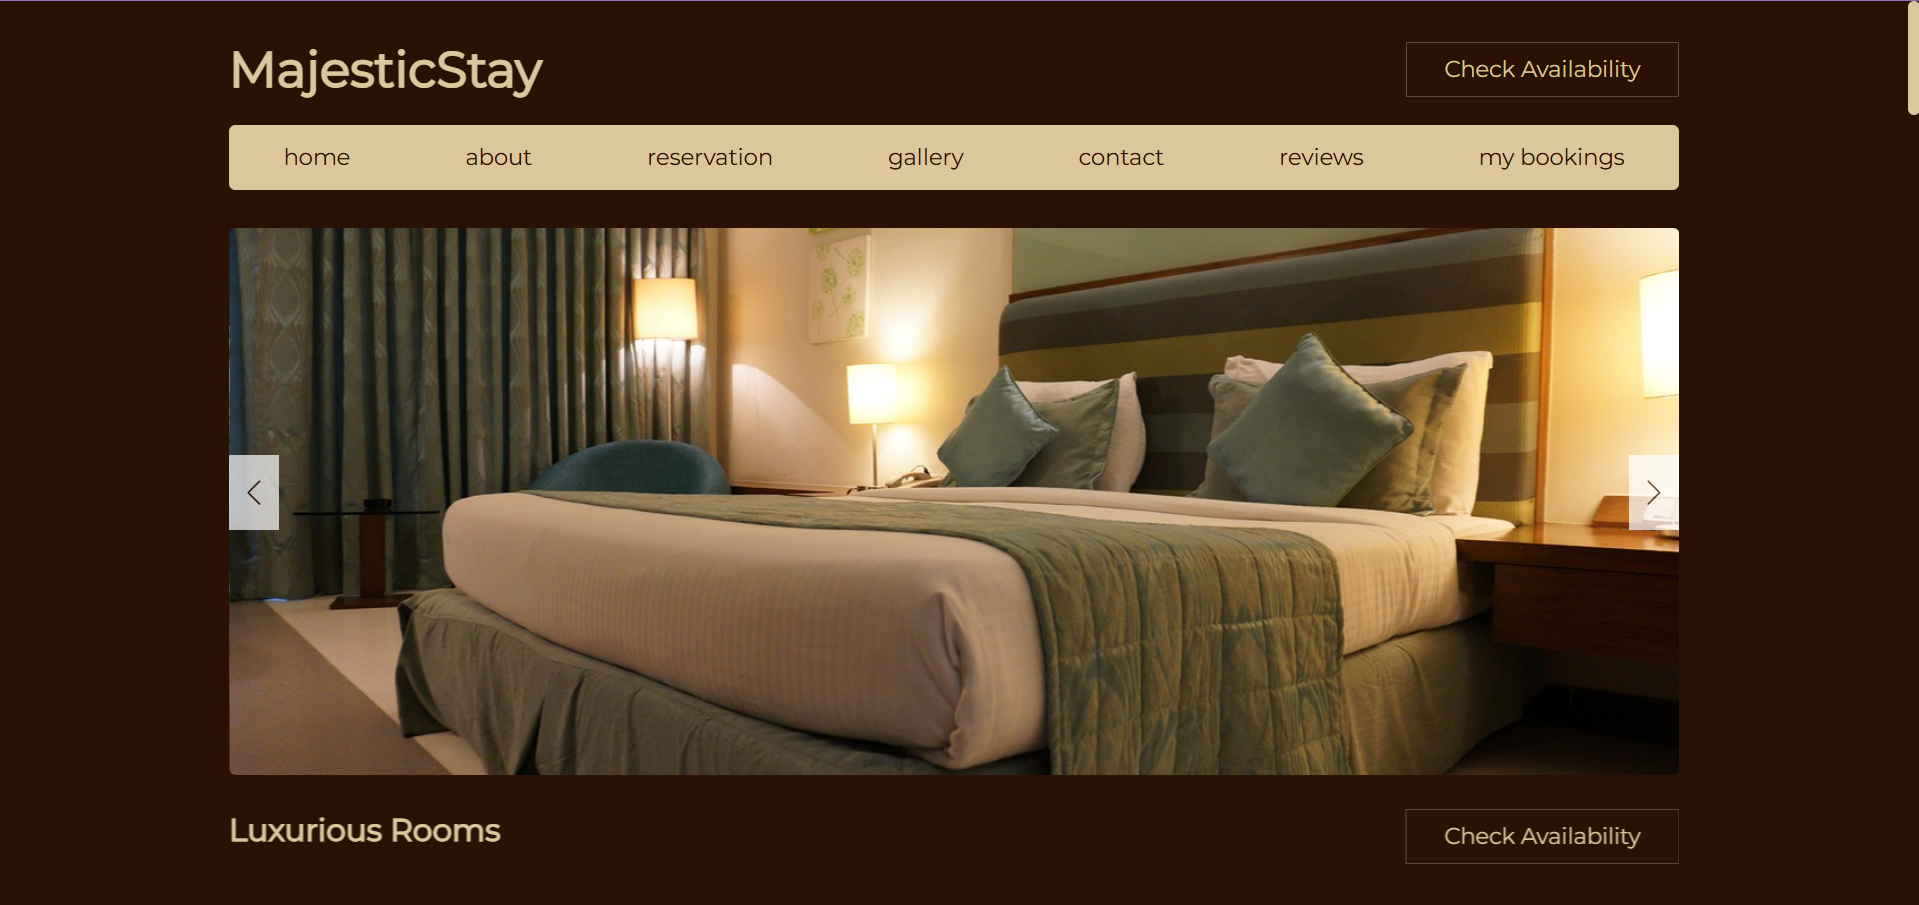 MajesticStay
Check Availability
home about reservation gallery contact reviews my bookings
Luxurious Rooms
Check Availability